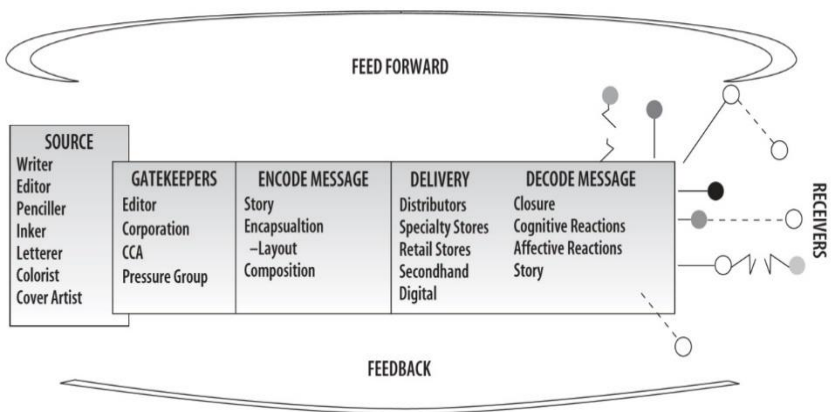 FEED FORWARD
SOURCE
Writer
Editor
Penciller
Inker
Letterer
Colorist
Cover Artist
GATEKEEPERS
Editor
Corporation
CCA
Pressure Group
ENCODE MESSAGE
Story
Encapsualtion
–Layout
Composition
DELIVERY
Distributors
Specialty Stores
Retail Stores
Secondhand
Digital
DECODE MESSAGE
Closure
Cognitive Reactions
Affective Reactions
Story
RECEIVERS
FEEDBACK